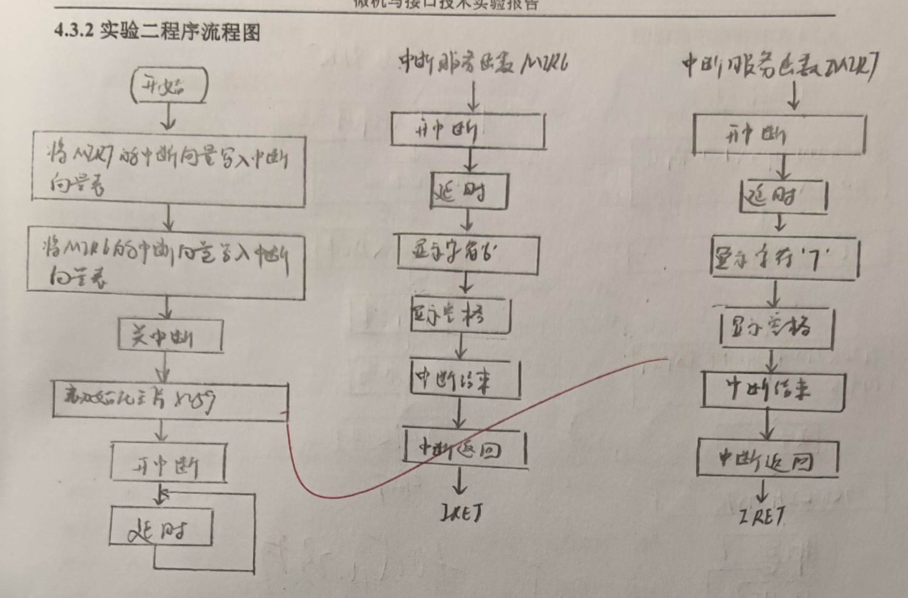 微机与接口技术实验报告
4.3.2 实验二程序流程图
开始
将MIR7的中断向量写入中断
向量表
将MIR6的中断向量写入中断
向量表
关中断
初始化主片8259
开中断
延时
中断服务函数MIR6
开中断
延时
显示字符'6'
显示空格
中断结束
中断返回
IRET
中断服务函数MIR7
开中断
延时
显示字符'7'
显示空格
中断结束
中断返回
IRET